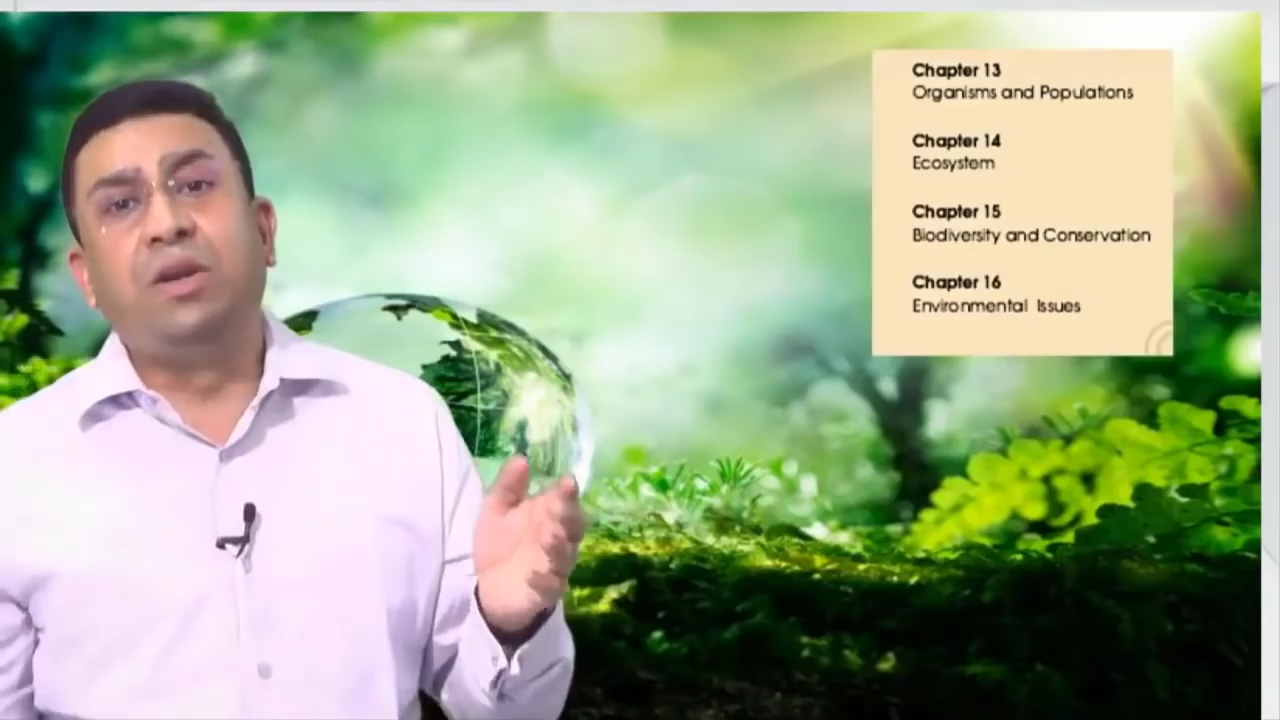 Chapter 13
Organisms and Populations
Chapter 14
Ecosystem
Chapter 15
Biodiversity and Conservation
Chapter 16
Environmental Issues